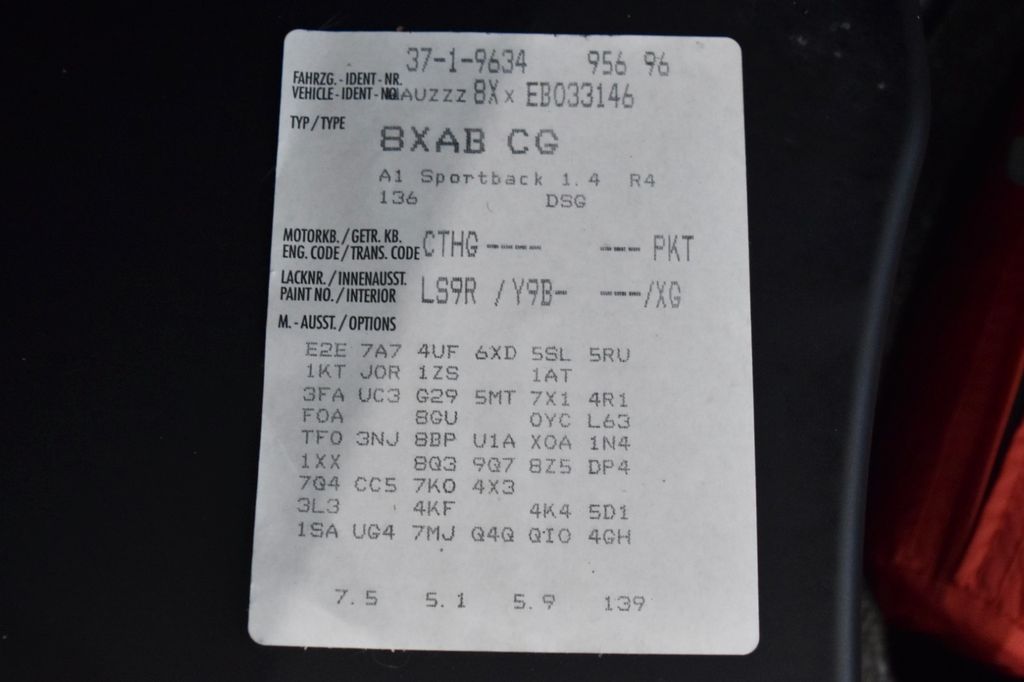 37-1-9634 956 96
FAHRZG.-IDENT-NR.
VEHICLE-IDENT-NO. WAUZZZ 8X x EB033146
TYP/TYPE
8XAB CG
A1 Sportback 1.4 R4
136 DSG
MOTORKB./GETR. KB.
ENG. CODE/TRANS. CODE CTHG ---- ---- PKT
LACKNR./INNENAUSST.
PAINT NO./INTERIOR LS9R /Y9B- ---/XG
M.-AUSST./OPTIONS
E2E 7A7 4UF 6XD 5SL 5RU
1KT J0R 1ZS 1AT
3FA UC3 G29 5MT 7X1 4R1
F0A 8GU 0YC L63
TF0 3NJ 8BP U1A X0A 1N4
1XX 8Q3 9Q7 8Z5 DP4
7Q4 CC5 7K0 4X3
3L3 4KF 4K4 5D1
1SA UG4 7MJ Q4Q QI0 4GH
7.5 5.1 5.9 139